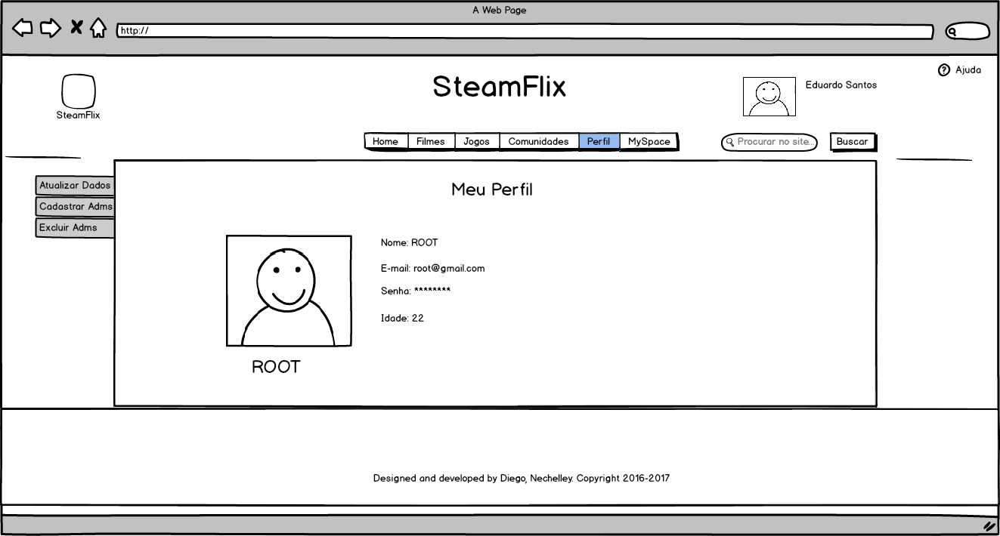 A Web Page
http://
Ajuda
SteamFlix
Eduardo Santos
SteamFlix
Home Filmes Jogos Comunidades Perfil MySpace
Procurar no site... Buscar
Atualizar Dados
Cadastrar Adms
Excluir Adms
Meu Perfil
Nome: ROOT
E-mail: root@gmail.com
Senha: ********
Idade: 22
ROOT
Designed and developed by Diego, Nechelley. Copyright 2016-2017